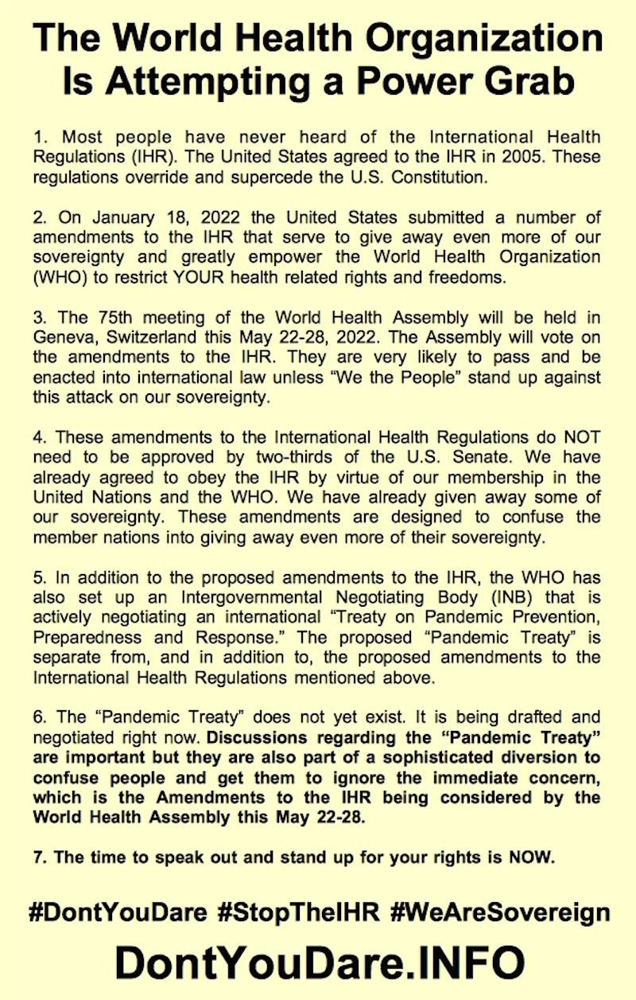 The World Health Organization
Is Attempting a Power Grab
1. Most people have never heard of the International Health
Regulations (IHR). The United States agreed to the IHR in 2005. These
regulations override and supercede the U.S. Constitution.
2. On January 18, 2022 the United States submitted a number of
amendments to the IHR that serve to give away even more of our
sovereignty and greatly empower the World Health Organization
(WHO) to restrict YOUR health related rights and freedoms.
3. The 75th meeting of the World Health Assembly will be held in
Geneva, Switzerland this May 22-28, 2022. The Assembly will vote on
the amendments to the IHR. They are very likely to pass and be
enacted into international law unless “We the People” stand up against
this attack on our sovereignty.
4. These amendments to the International Health Regulations do NOT
need to be approved by two-thirds of the U.S. Senate. We have
already agreed to obey the IHR by virtue of our membership in the
United Nations and the WHO. We have already given away some of
our sovereignty. These amendments are designed to confuse the
member nations into giving away even more of their sovereignty.
5. In addition to the proposed amendments to the IHR, the WHO has
also set up an Intergovernmental Negotiating Body (INB) that is
actively negotiating an international “Treaty on Pandemic Prevention,
Preparedness and Response.” The proposed “Pandemic Treaty” is
separate from, and in addition to, the proposed amendments to the
International Health Regulations mentioned above.
6. The “Pandemic Treaty” does not yet exist. It is being drafted and
negotiated right now. Discussions regarding the “Pandemic Treaty”
are important but they are also part of a sophisticated diversion to
confuse people and get them to ignore the immediate concern,
which is the Amendments to the IHR being considered by the
World Health Assembly this May 22-28.
7. The time to speak out and stand up for your rights is NOW.
#DontYouDare #StopTheIHR #WeAreSovereign
DontYouDare.INFO